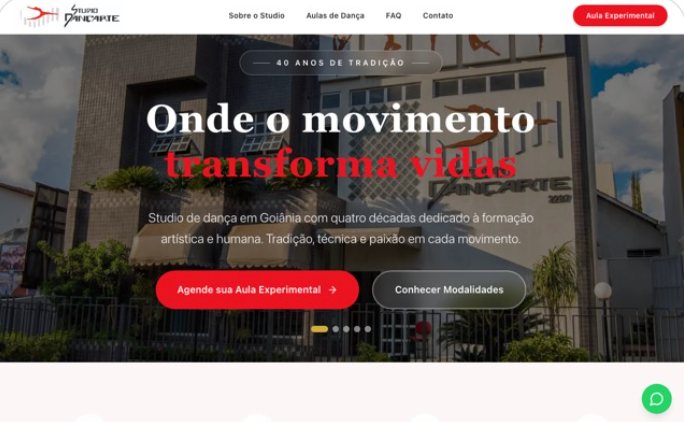 STUDIO
DANÇARTE
Sobre o Studio
Aulas de Dança
FAQ
Contato
Aula Experimental
40 ANOS DE TRADIÇÃO
Onde o movimento
transforma vidas
DANÇARTE
Studio de dança em Goiânia com quatro décadas dedicado à formação
artística e humana. Tradição, técnica e paixão em cada movimento.
Agende sua Aula Experimental →
Conhecer Modalidades